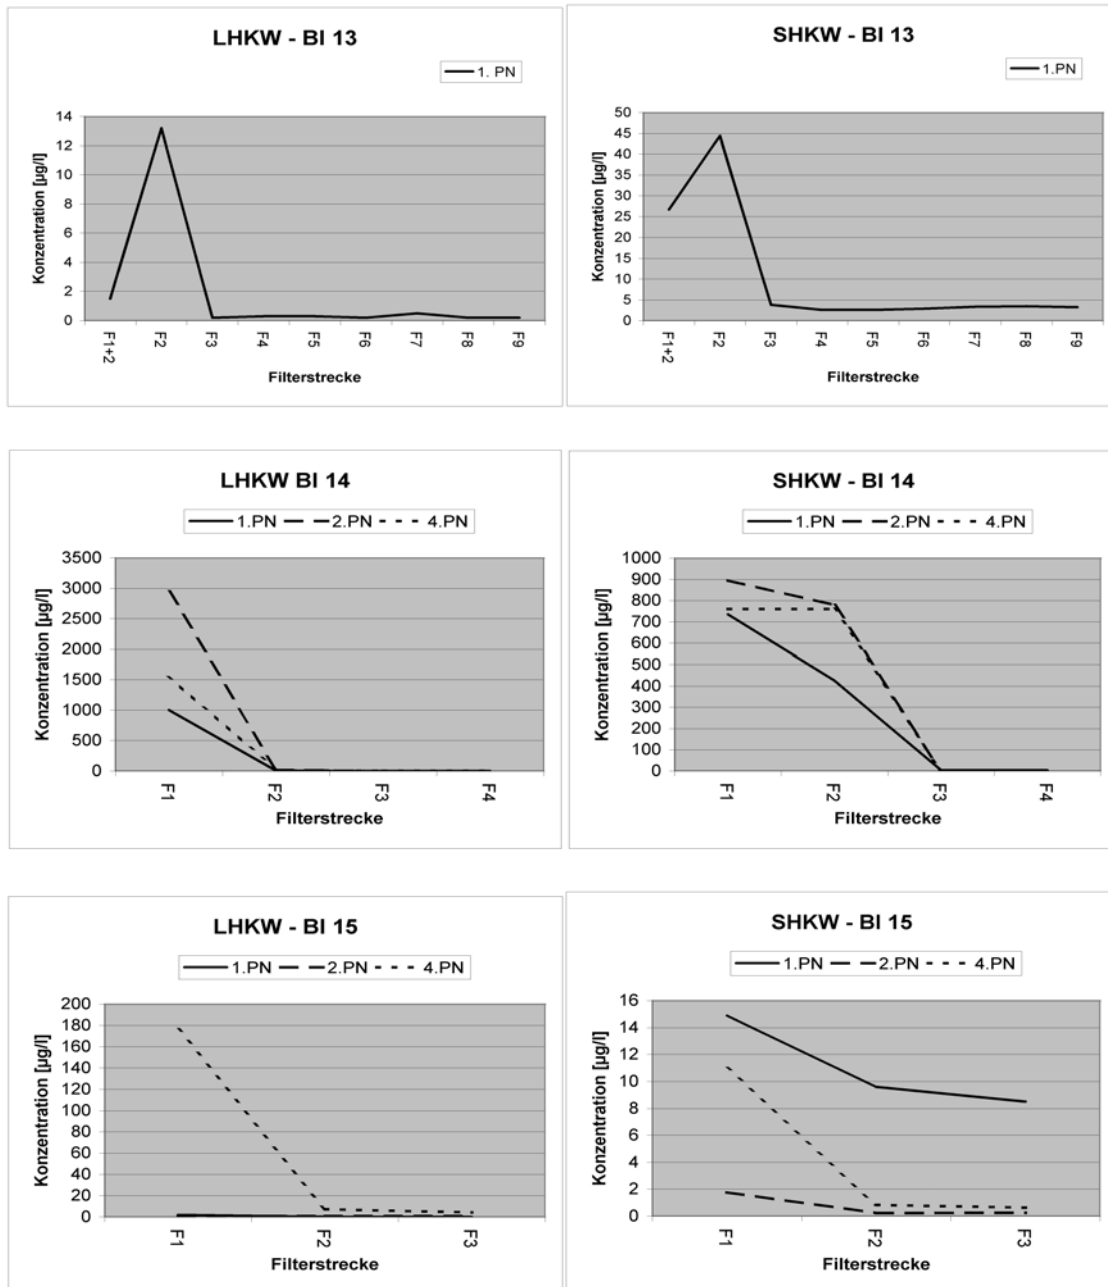 LHKW - BI 13
1. PN
Konzentration [µg/l]
14
12
10
8
6
4
2
0
F1+2
F2
F3
F4
F5
F6
F7
F8
F9
Filterstrecke
SHKW - BI 13
1.PN
Konzentration [µg/l]
50
45
40
35
30
25
20
15
10
5
0
F1+2
F2
F3
F4
F5
F6
F7
F8
F9
Filterstrecke
LHKW BI 14
1.PN 2.PN 4.PN
Konzentration [µg/l]
3500
3000
2500
2000
1500
1000
500
0
F1
F2
F3
F4
Filterstrecke
SHKW - BI 14
1.PN 2.PN 4.PN
Konzentration [µg/l]
1000
900
800
700
600
500
400
300
200
100
0
F1
F2
F3
F4
Filterstrecke
LHKW - BI 15
1.PN 2.PN 4.PN
Konzentration [µg/l]
200
180
160
140
120
100
80
60
40
20
0
F1
F2
F3
Filterstrecke
SHKW - BI 15
1.PN 2.PN 4.PN
Konzentration [µg/l]
16
14
12
10
8
6
4
2
0
F1
F2
F3
Filterstrecke